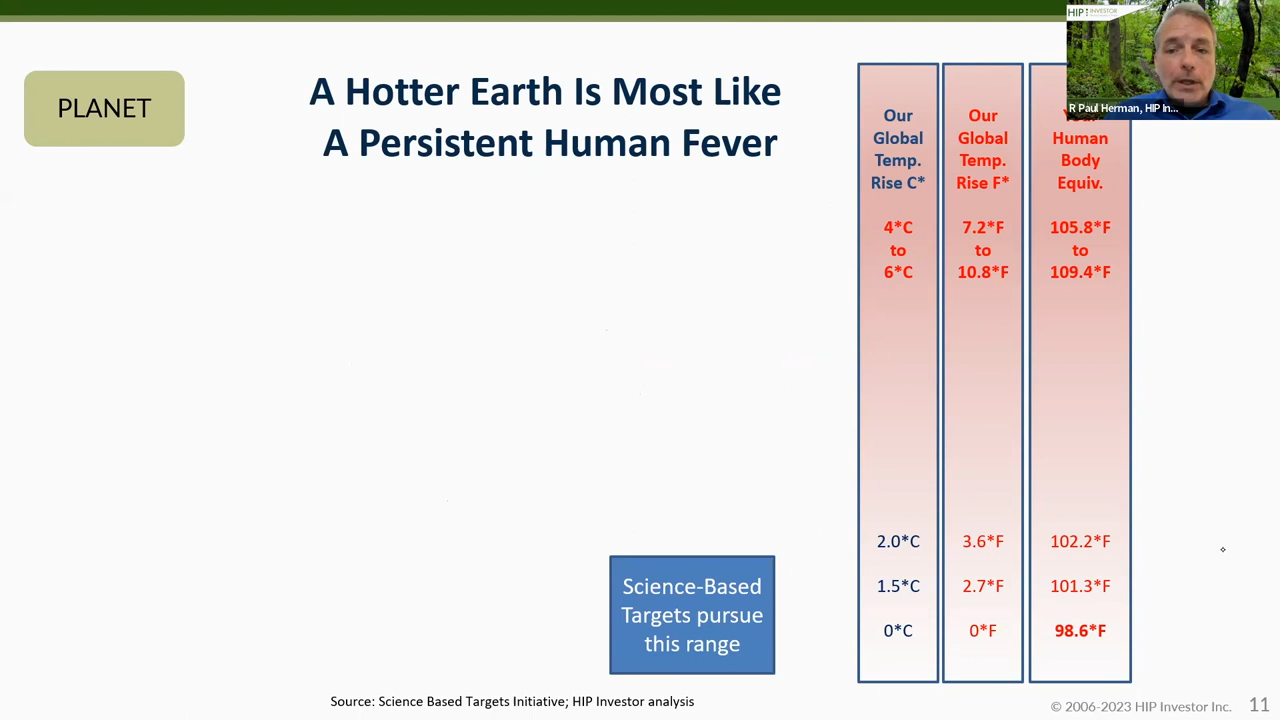 HIP INVESTOR
R Paul Herman, HIP In...
PLANET
A Hotter Earth Is Most Like
A Persistent Human Fever
Our
Global
Temp.
Rise C*
4*C
to
6*C
2.0*C
1.5*C
0*C
Our
Global
Temp.
Rise F*
7.2*F
to
10.8*F
3.6*F
2.7*F
0*F
Human
Body
Equiv.
105.8*F
to
109.4*F
102.2*F
101.3*F
98.6*F
Science-Based
Targets pursue
this range
Source: Science Based Targets Initiative; HIP Investor analysis
© 2006-2023 HIP Investor Inc. 11